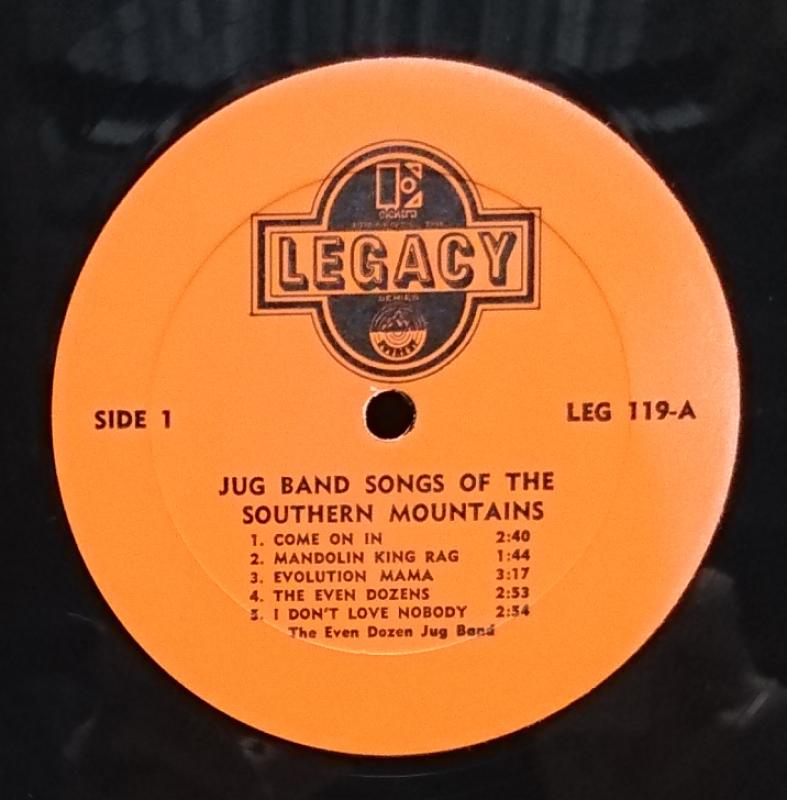 elektra
LEGACY
SERIES
SIDE 1
LEG 119-A
JUG BAND SONGS OF THE
SOUTHERN MOUNTAINS
1. COME ON IN 2:40
2. MANDOLIN KING RAG 1:44
3. EVOLUTION MAMA 3:17
4. THE EVEN DOZENS 2:53
5. I DON'T LOVE NOBODY 2:54
The Even Dozen Jug Band